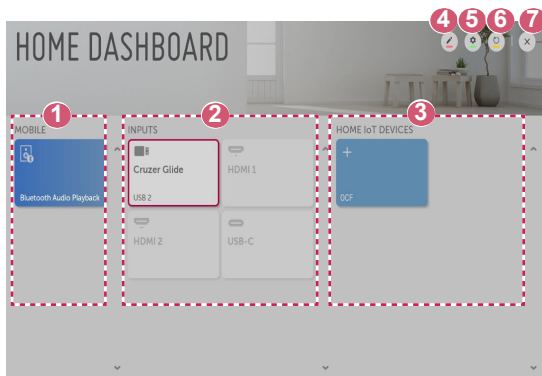 4 5 6 7
HOME DASHBOARD
1 2 3
MOBILE INPUTS HOME IoT DEVICES
Cruzer Glide HDMI 1
Bluetooth Audio Playback USB 2 OCF
HDMI 2 USB-C